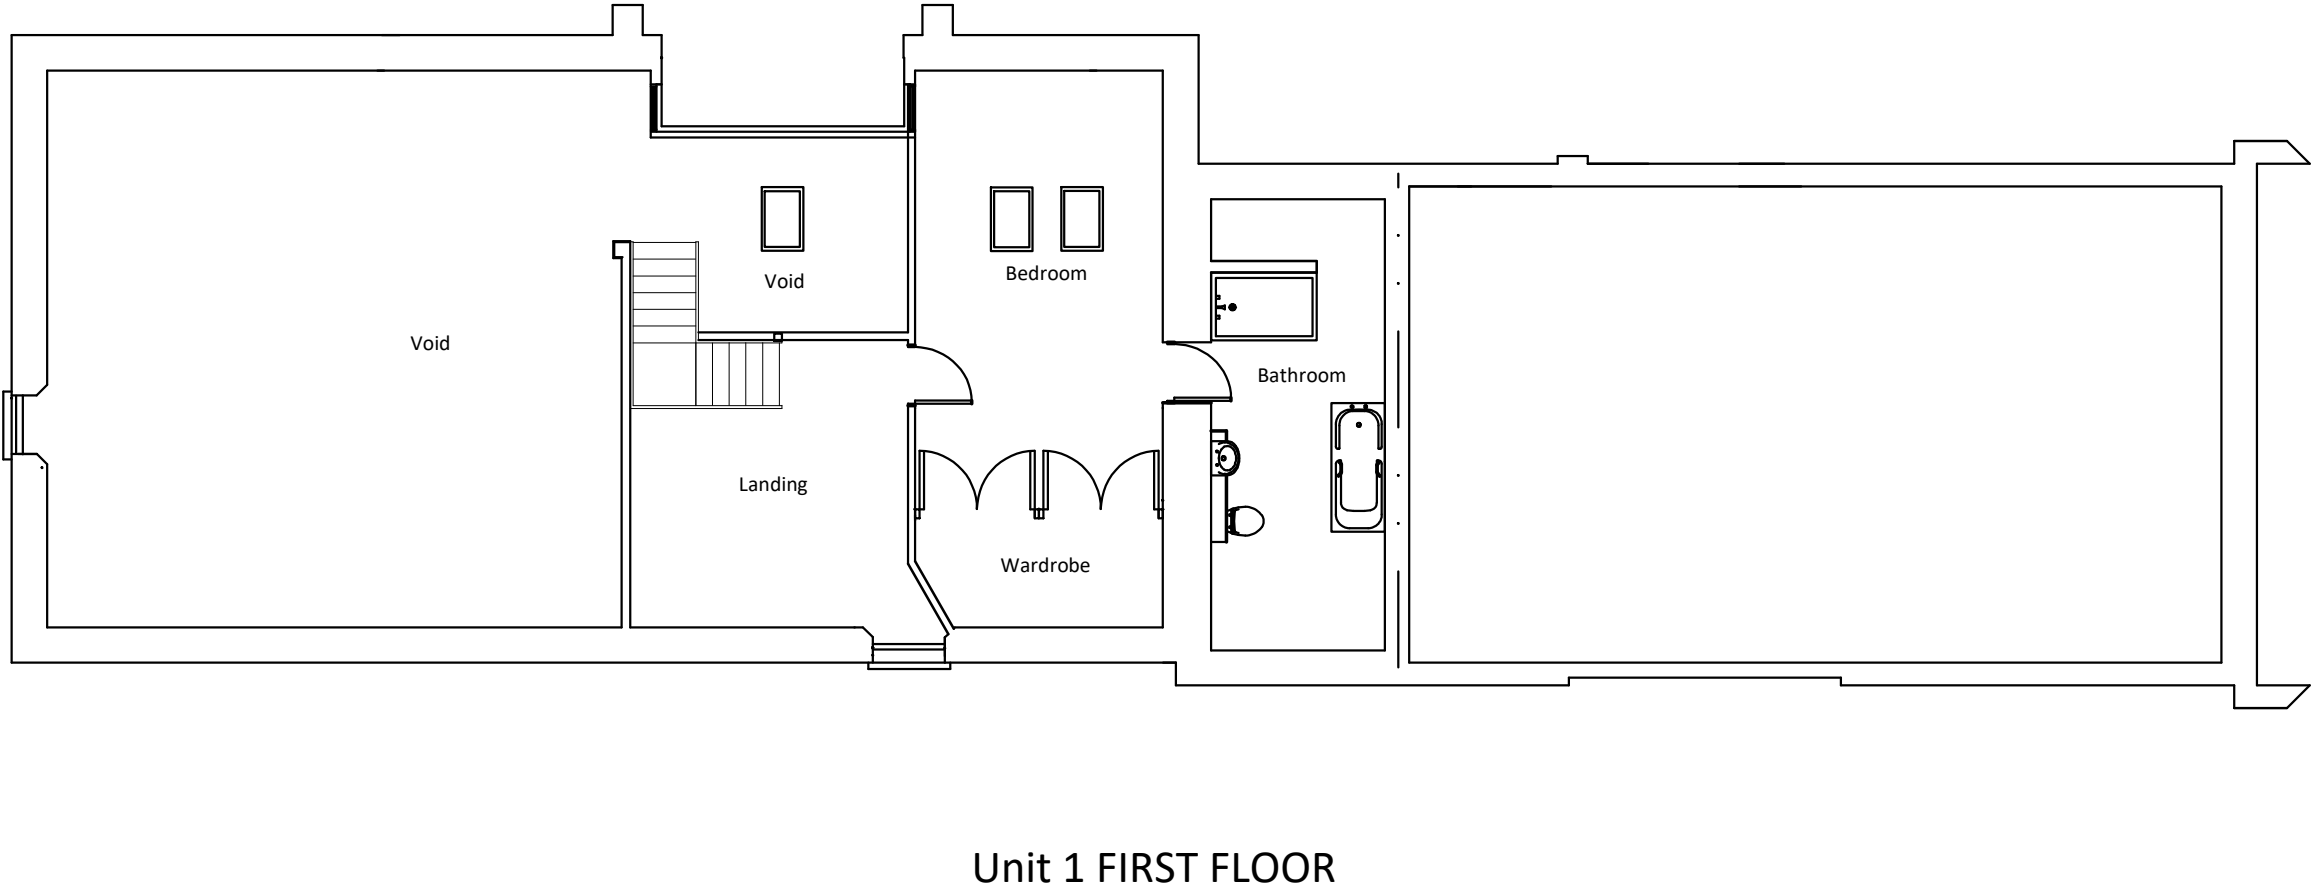 Void
Void
Bedroom
Bathroom
Landing
Wardrobe
Unit 1 FIRST FLOOR